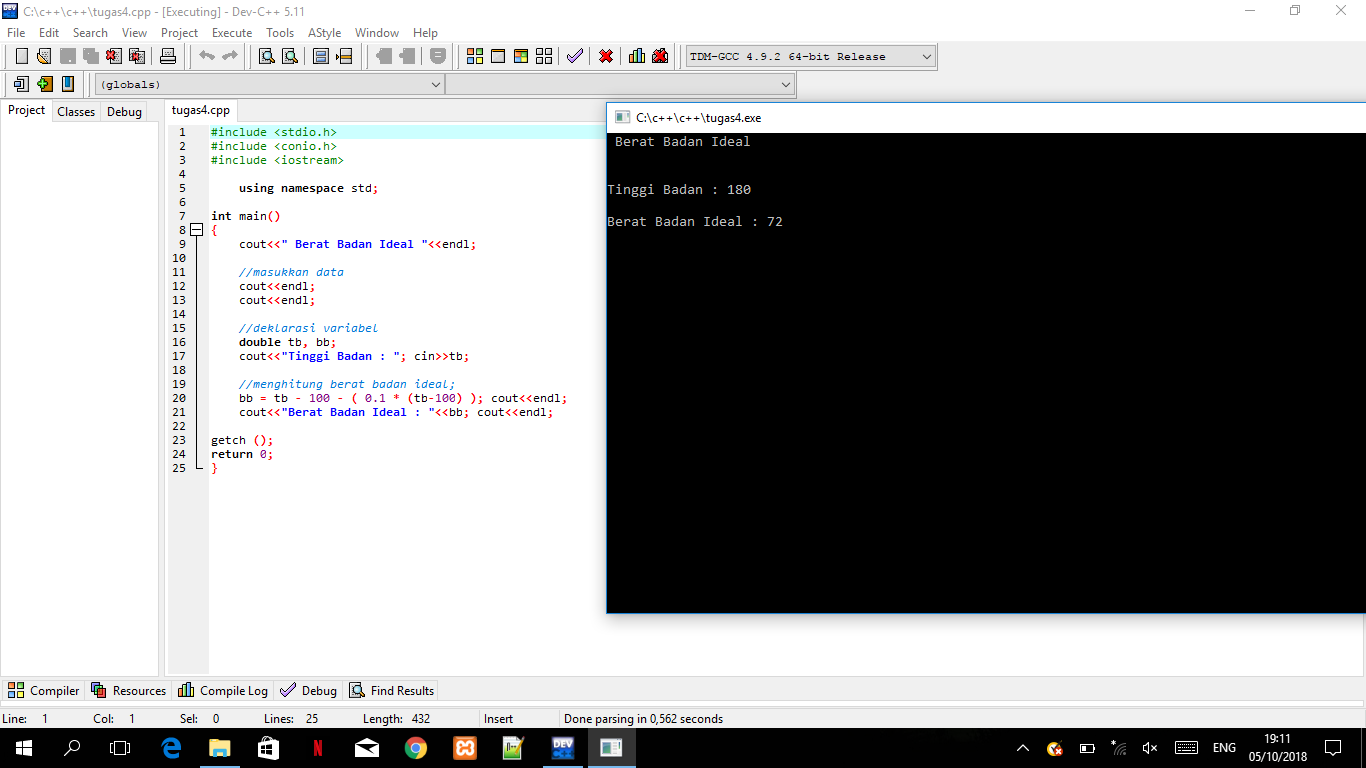 C:\c++\c++\tugas4.cpp - [Executing] - Dev-C++ 5.11
File Edit Search View Project Execute Tools AStyle Window Help
TDM-GCC 4.9.2 64-bit Release
(globals)
Project Classes Debug
tugas4.cpp
1 #include <stdio.h>
2 #include <conio.h>
3 #include <iostream>
4
5 using namespace std;
6
7 int main()
8 {
9 cout<<" Berat Badan Ideal "<<endl;
10
11 //masukkan data
12 cout<<endl;
13 cout<<endl;
14
15 //deklarasi variabel
16 double tb, bb;
17 cout<<"Tinggi Badan : "; cin>>tb;
18
19 //menghitung berat badan ideal;
20 bb = tb - 100 - ( 0.1 * (tb-100) ); cout<<endl;
21 cout<<"Berat Badan Ideal : "<<bb; cout<<endl;
22
23 getch ();
24 return 0;
25 }
C:\c++\c++\tugas4.exe
Berat Badan Ideal
Tinggi Badan : 180
Berat Badan Ideal : 72
Compiler Resources Compile Log Debug Find Results
Line: 1 Col: 1 Sel: 0 Lines: 25 Length: 432 Insert Done parsing in 0,562 seconds
ENG
19:11
05/10/2018